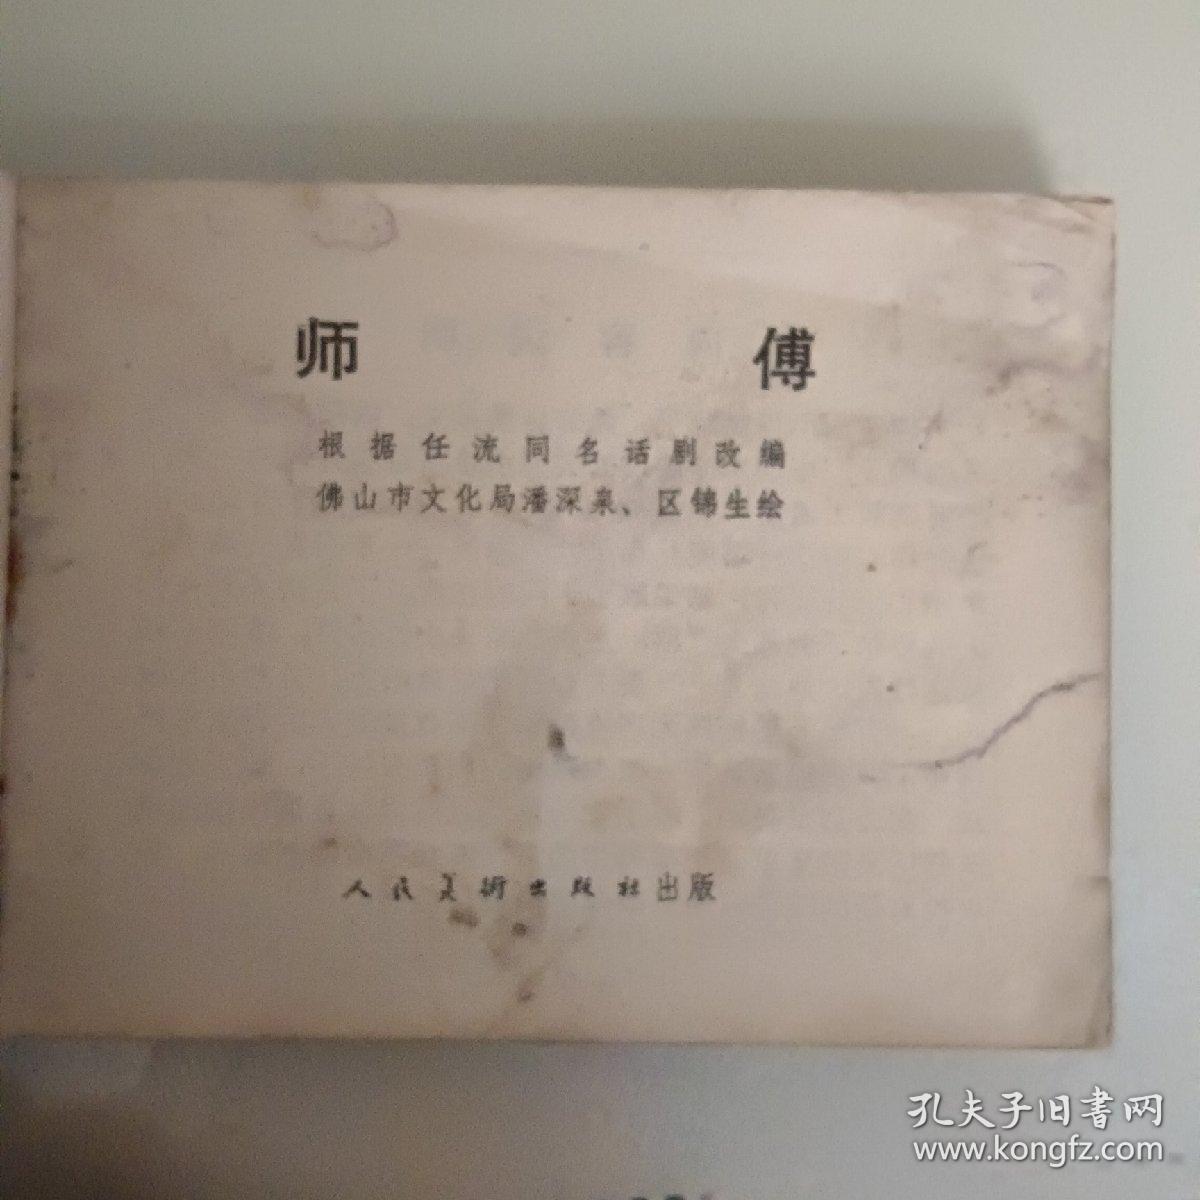 师傅
根据任流同名话剧改编
佛山市文化局潘深泉、区锦生绘
人民美術出版社出版
孔夫子旧书网
www.kongfz.com